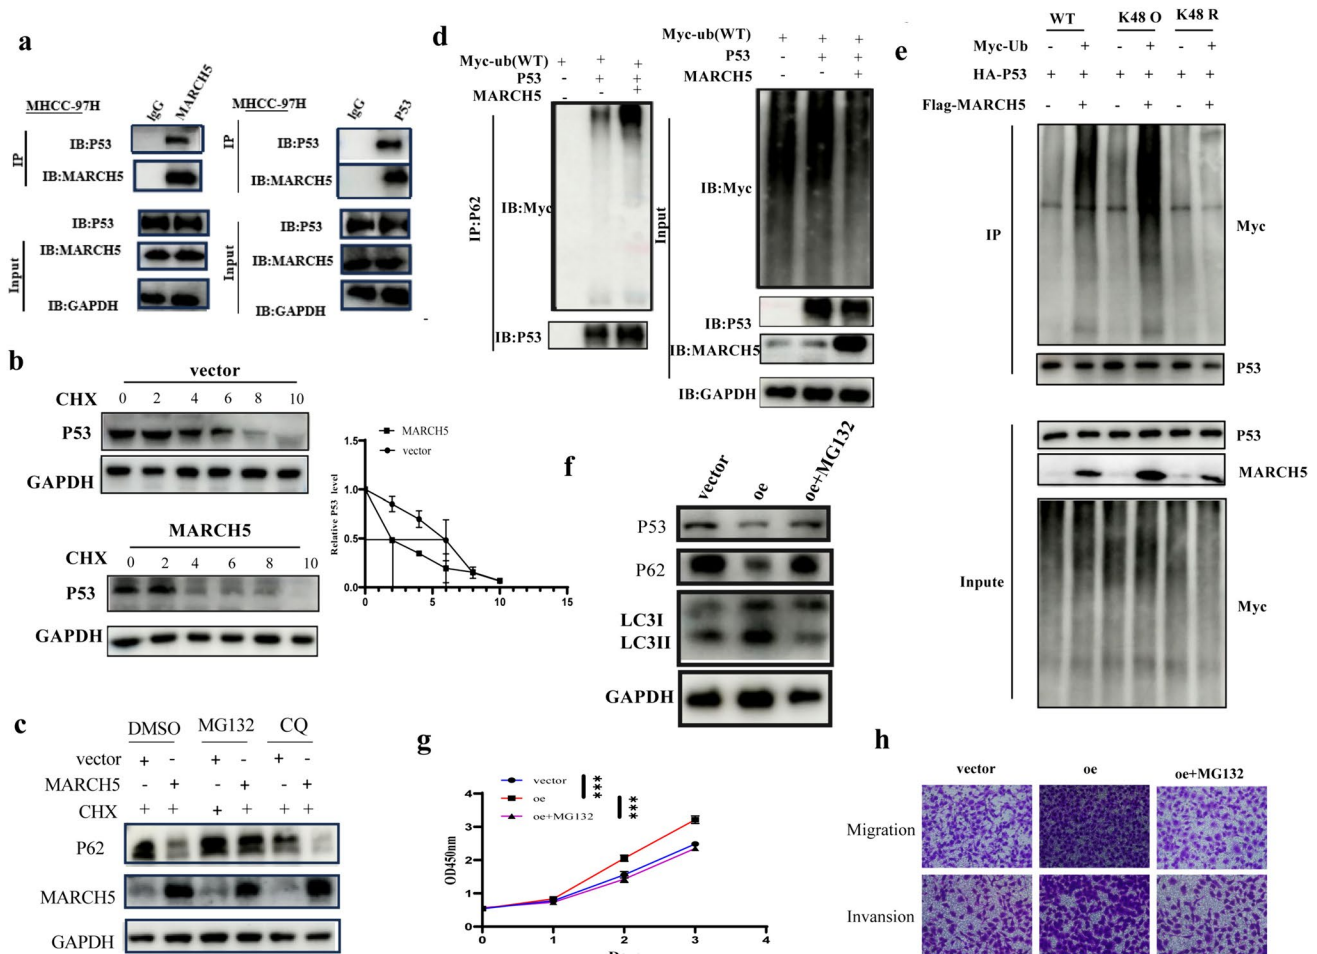 a
MHCC-97H
IgG
MARCH5
IP
IB:P53
IB:MARCH5
Input
IB:P53
IB:MARCH5
IB:GAPDH
MHCC-97H
IgG
P53
IP
IB:P53
IB:MARCH5
Input
IB:P53
IB:MARCH5
IB:GAPDH
b
vector
CHX 0 2 4 6 8 10
P53
GAPDH
MARCH5
CHX 0 2 4 6 8 10
P53
GAPDH
MARCH5
vector
Relative P53 level
1.5
1.0
0.5
0.0
0 5 10 15
c
DMSO MG132 CQ
vector + - + - + -
MARCH5 - + - + - +
CHX + + + + + +
P62
MARCH5
GAPDH
d
Myc-ub(WT) + + +
P53 - + +
MARCH5 - +
IP:P62
IB:Myc
IB:P53
Myc-ub(WT) + + +
P53 - + +
MARCH5 - - +
Input
IB:Myc
IB:P53
IB:MARCH5
IB:GAPDH
e
WT K48 O K48 R
Myc-Ub - + - + - +
HA-P53 + + + + + +
Flag-MARCH5 - + - + - +
IP
Myc
P53
P53
MARCH5
Inpute
Myc
f
vector
oe
oe+MG132
P53
P62
LC3I
LC3II
GAPDH
g
vector
oe
oe+MG132
***
***
OD450nm
4
3
2
1
0
0 1 2 3 4
h
vector oe oe+MG132
Migration
Invansion